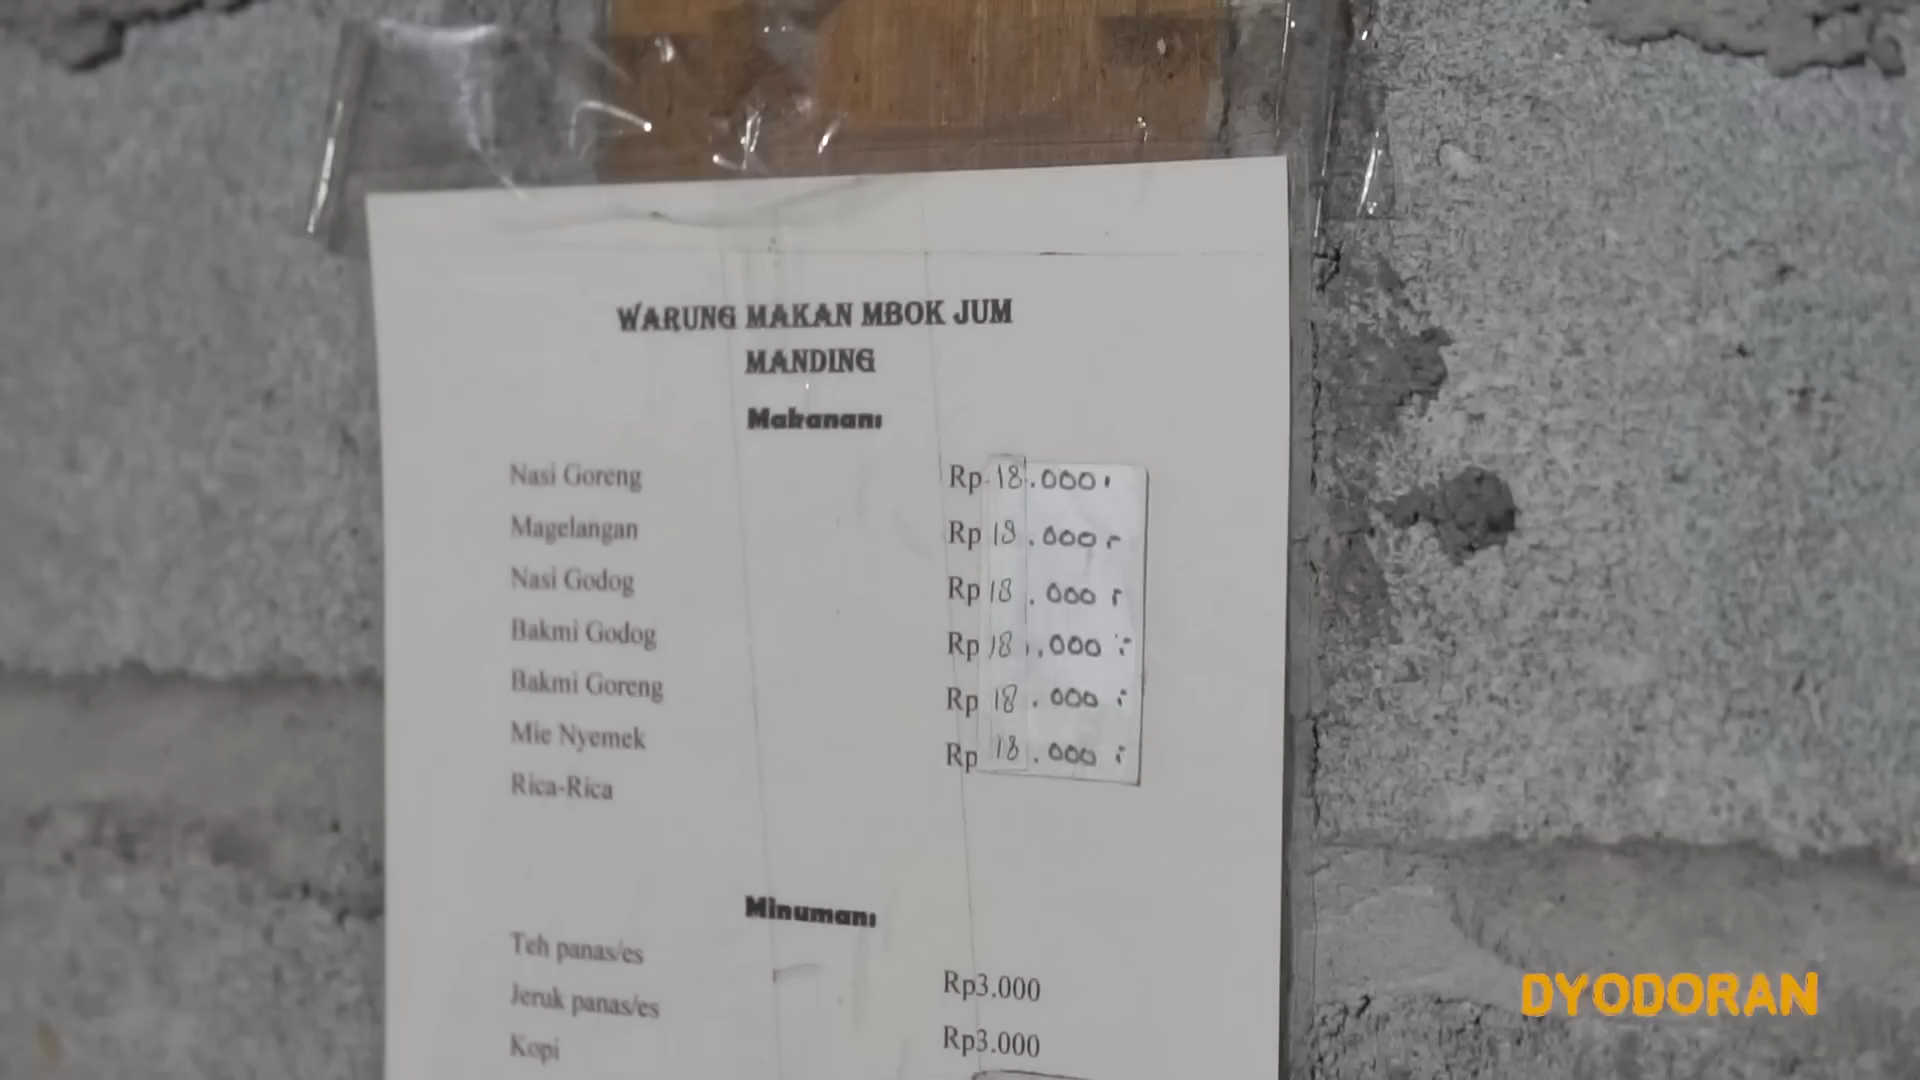 WARUNG MAKAN MBOK JUM
MANDING
Makanan:
Nasi Goreng Rp 18.000,
Magelangan Rp 18.000,-
Nasi Godog Rp 18.000,-
Bakmi Godog Rp 18.000,-
Bakmi Goreng Rp 18.000,-
Mie Nyemek Rp 18.000,-
Rica-Rica
Minuman:
Teh panas/es Rp3.000
Jeruk panas/es Rp3.000
Kopi
DYODORAN